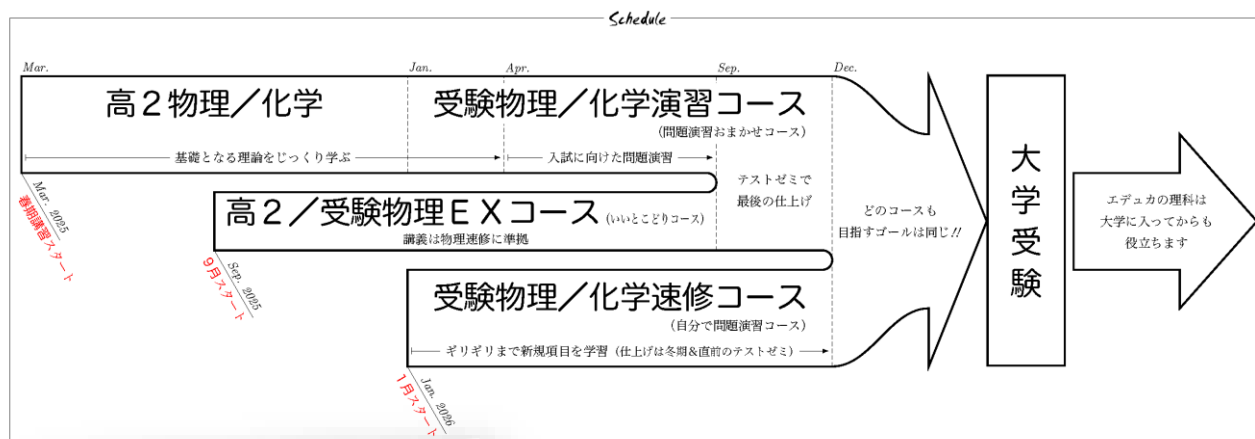 Schedule
Mar.
Jan.
Apr.
Sep.
Dec.
高２物理／化学
受験物理／化学演習コース
（問題演習おまかせコース）
基礎となる理論をじっくり学ぶ
入試に向けた問題演習
Mar. 2025
春期講習スタート
高２／受験物理ＥＸコース（いいとこどりコース）
講義は物理速修に準拠
テストゼミで
最後の仕上げ
Sep. 2025
９月スタート
受験物理／化学速修コース
（自分で問題演習コース）
ギリギリまで新規項目を学習（仕上げは冬期＆直前のテストゼミ）
Jan. 2026
１月スタート
どのコースも
目指すゴールは同じ!!
大学受験
エデュカの理科は
大学に入ってからも
役立ちます